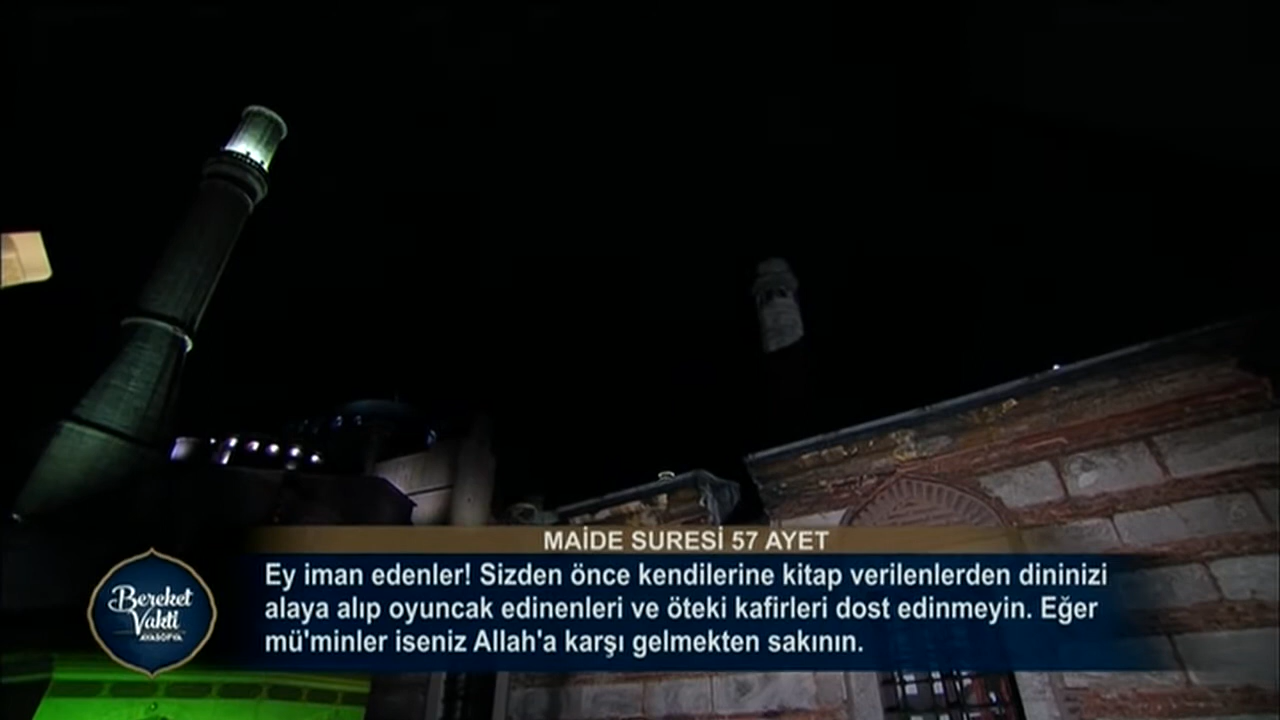 MAİDE SURESİ 57 AYET
Ey iman edenler! Sizden önce kendilerine kitap verilenlerden dininizi
alaya alıp oyuncak edinenleri ve öteki kafirleri dost edinmeyin. Eğer
mü'minler iseniz Allah'a karşı gelmekten sakının.
Bereket
Vakti
AYASOFYA